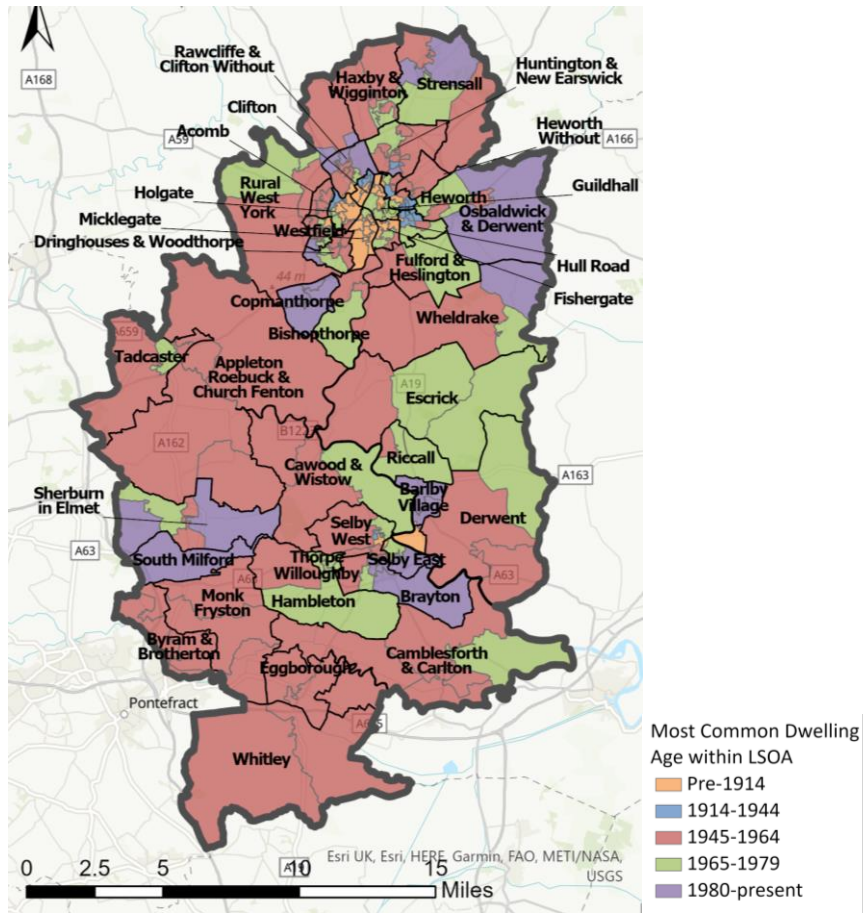 Rawcliffe &
Clifton Without
Huntington &
New Earswick
A168
Haxby &
Wigginton
Strensall
Clifton
Heworth
Without
Acomb
A59
A166
Rural
West
York
Heworth
Guildhall
Holgate
Osbaldwick
& Derwent
Micklegate
Westfield
Dringhouses & Woodthorpe
Fulford &
Heslington
Hull Road
44 m
Fishergate
Copmanthorpe
Wheldrake
Bishopthorpe
A659
Tadcaster
Appleton
Roebuck &
Church Fenton
A19
Escrick
B122
A162
Riccall
Cawood &
Wistow
A163
Barlby
Village
Sherburn
in Elmet
Derwent
Selby
West
A63
South Milford
Thorpe
Willoughby
Selby East
A63
Monk
Fryston
Hambleton
Brayton
Byram &
Brotherton
Camblesforth
& Carlton
Eggborough
Pontefract
Whitley
Most Common Dwelling
Age within LSOA
Pre-1914
1914-1944
1945-1964
1965-1979
1980-present
Esri UK, Esri, HERE, Garmin, FAO, METI/NASA,
USGS
0 2.5 5 10 15
Miles